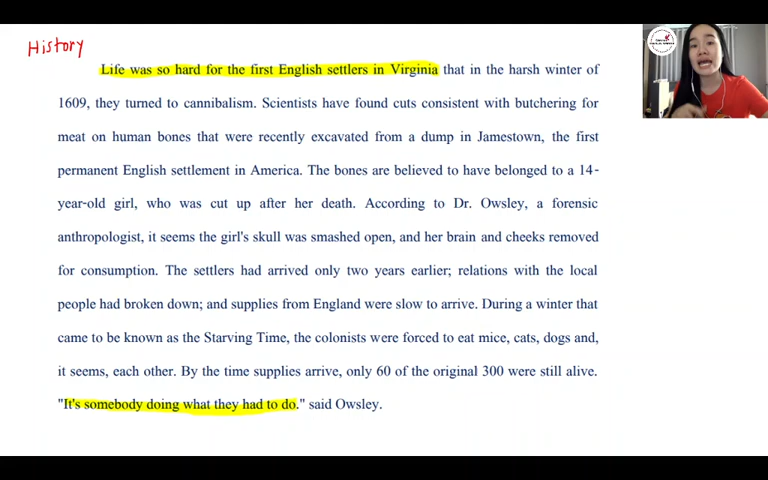 History
Life was so hard for the first English settlers in Virginia that in the harsh winter of
1609, they turned to cannibalism. Scientists have found cuts consistent with butchering for
meat on human bones that were recently excavated from a dump in Jamestown, the first
permanent English settlement in America. The bones are believed to have belonged to a 14-
year-old girl, who was cut up after her death. According to Dr. Owsley, a forensic
anthropologist, it seems the girl's skull was smashed open, and her brain and cheeks removed
for consumption. The settlers had arrived only two years earlier; relations with the local
people had broken down; and supplies from England were slow to arrive. During a winter that
came to be known as the Starving Time, the colonists were forced to eat mice, cats, dogs and,
it seems, each other. By the time supplies arrive, only 60 of the original 300 were still alive.
"It's somebody doing what they had to do." said Owsley.